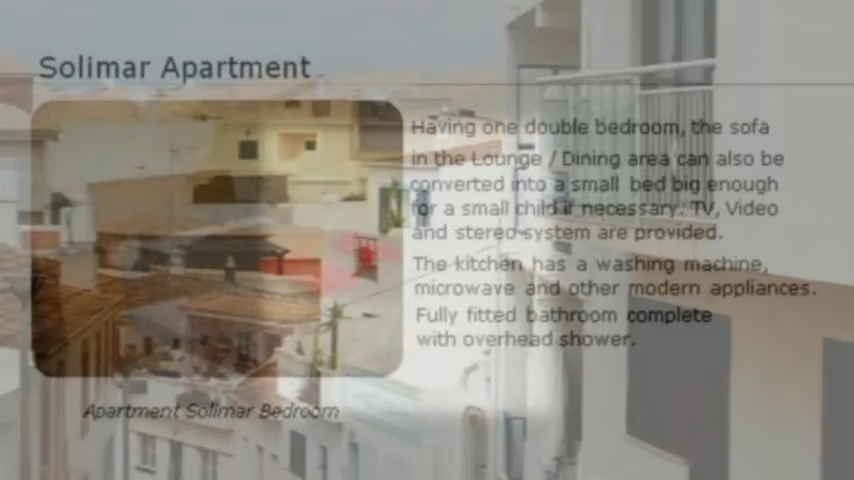 Solimar Apartment
Having one double bedroom, the sofa
in the Lounge / Dining area can also be
converted into a small bed big enough
for a small child if necessary. TV, Video
and stereo system are provided.
The kitchen has a washing machine,
microwave and other modern appliances.
Fully fitted bathroom complete
with overhead shower.
Apartment Solimar Bedroom